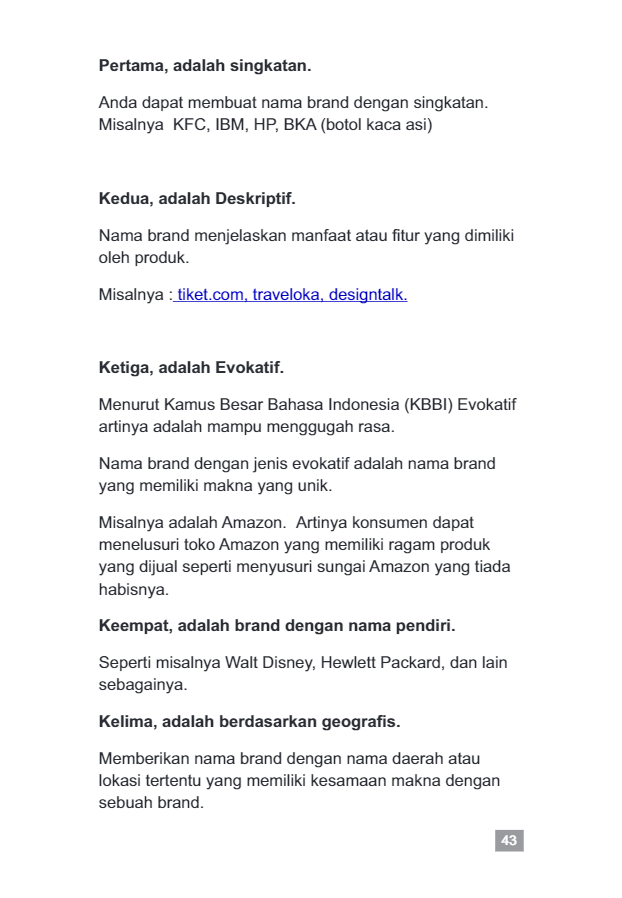 Pertama, adalah singkatan.
Anda dapat membuat nama brand dengan singkatan.
Misalnya  KFC, IBM, HP, BKA (botol kaca asi)
Kedua, adalah Deskriptif.
Nama brand menjelaskan manfaat atau fitur yang dimiliki
oleh produk.
Misalnya : tiket.com, traveloka, designtalk.
Ketiga, adalah Evokatif.
Menurut Kamus Besar Bahasa Indonesia (KBBI) Evokatif
artinya adalah mampu menggugah rasa.
Nama brand dengan jenis evokatif adalah nama brand
yang memiliki makna yang unik.
Misalnya adalah Amazon.  Artinya konsumen dapat
menelusuri toko Amazon yang memiliki ragam produk
yang dijual seperti menyusuri sungai Amazon yang tiada
habisnya.
Keempat, adalah brand dengan nama pendiri.
Seperti misalnya Walt Disney, Hewlett Packard, dan lain
sebagainya.
Kelima, adalah berdasarkan geografis.
Memberikan nama brand dengan nama daerah atau
lokasi tertentu yang memiliki kesamaan makna dengan
sebuah brand.
43